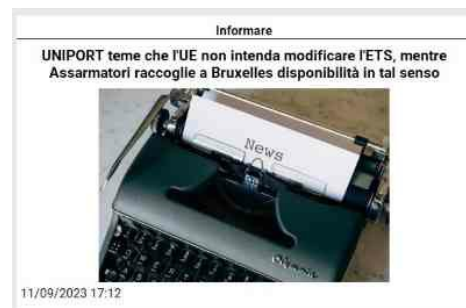 Informare
UNIPORT teme che l'UE non intenda modificare l'ETS, mentre
Assarmatori raccoglie a Bruxelles disponibilità in tal senso
News
Olympia
11/09/2023 17:12